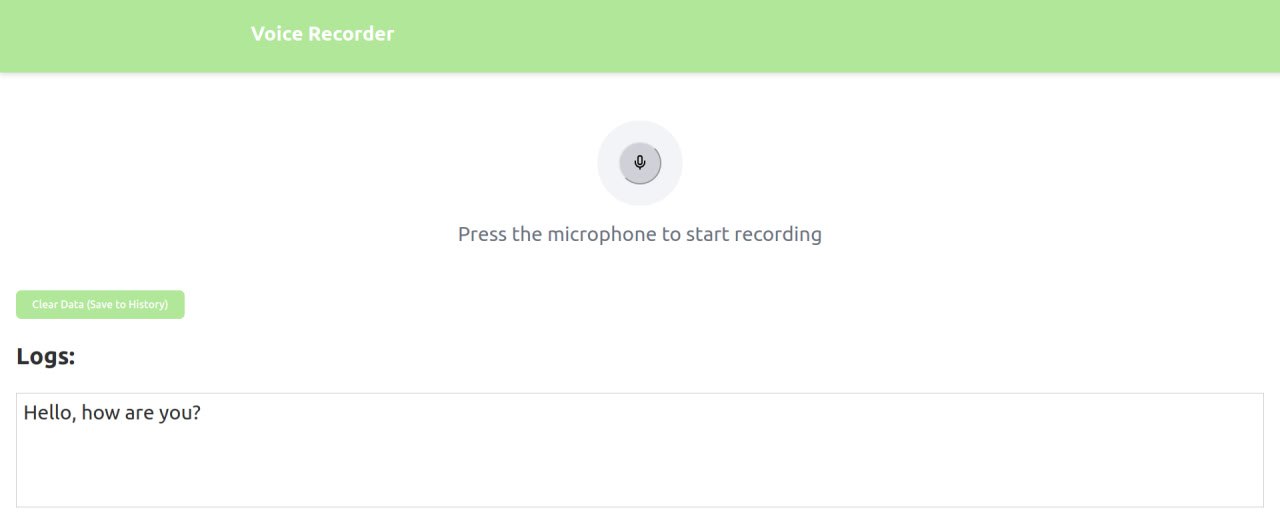 Voice Recorder
Press the microphone to start recording
Clear Data (Save to History)
Logs:
Hello, how are you?